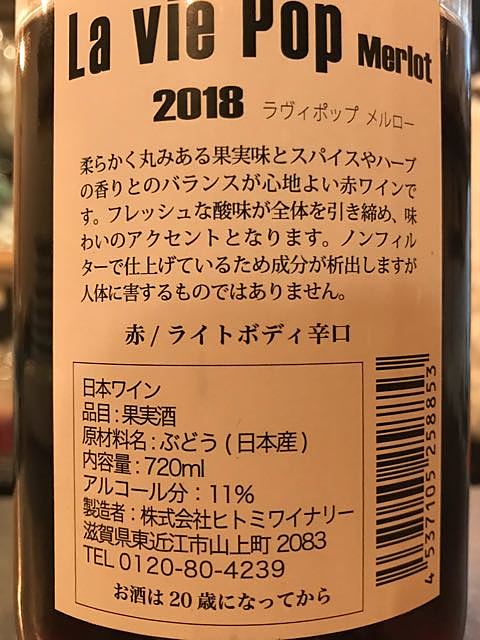 La vie Pop Merlot
2018 ラヴィポップ メルロー
柔らかく丸みある果実味とスパイスやハーブ
の香りとのバランスが心地よい赤ワインで
す。フレッシュな酸味が全体を引き締め、味
わいのアクセントとなります。ノンフィル
ターで仕上げているため成分が析出しますが
人体に害するものではありません。
赤/ライトボディ辛口
日本ワイン
品目:果実酒
原材料名:ぶどう(日本産)
内容量:720ml
アルコール分:11%
製造者:株式会社ヒトミワイナリー
滋賀県東近江市山上町2083
TEL 0120-80-4239
お酒は20歳になってから
4 537105 258853